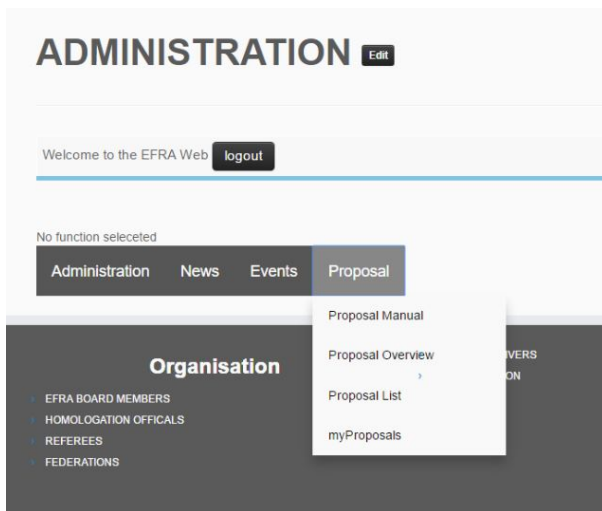 ADMINISTRATION Edit
Welcome to the EFRA Web logout
No function seleceted
Administration News Events Proposal
Proposal Manual
Proposal Overview
Proposal List
myProposals
Organisation
EFRA BOARD MEMBERS
HOMOLOGATION OFFICALS
REFEREES
FEDERATIONS